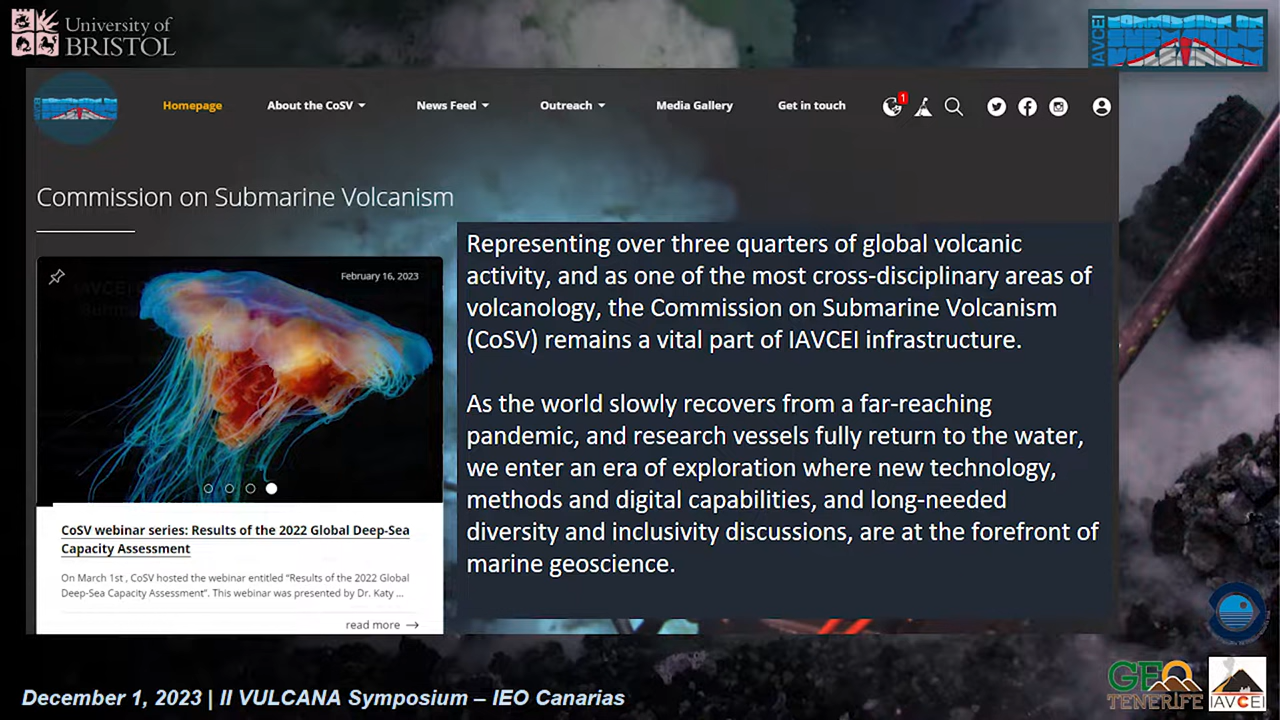 University of
BRISTOL
IAVCEI
COMMISSION ON
SUBMARINE
VOLCANISM
Homepage
About the CoSV
News Feed
Outreach
Media Gallery
Get in touch
1
Commission on Submarine Volcanism
February 16, 2023
CoSV webinar series: Results of the 2022 Global Deep-Sea
Capacity Assessment
On March 1st , CoSV hosted the webinar entitled “Results of the 2022 Global
Deep-Sea Capacity Assessment”. This webinar was presented by Dr. Katy ...
read more
Representing over three quarters of global volcanic
activity, and as one of the most cross-disciplinary areas of
volcanology, the Commission on Submarine Volcanism
(CoSV) remains a vital part of IAVCEI infrastructure.
As the world slowly recovers from a far-reaching
pandemic, and research vessels fully return to the water,
we enter an era of exploration where new technology,
methods and digital capabilities, and long-needed
diversity and inclusivity discussions, are at the forefront of
marine geoscience.
December 1, 2023 | II VULCANA Symposium – IEO Canarias
GEO
TENERIFE
IAVCEI